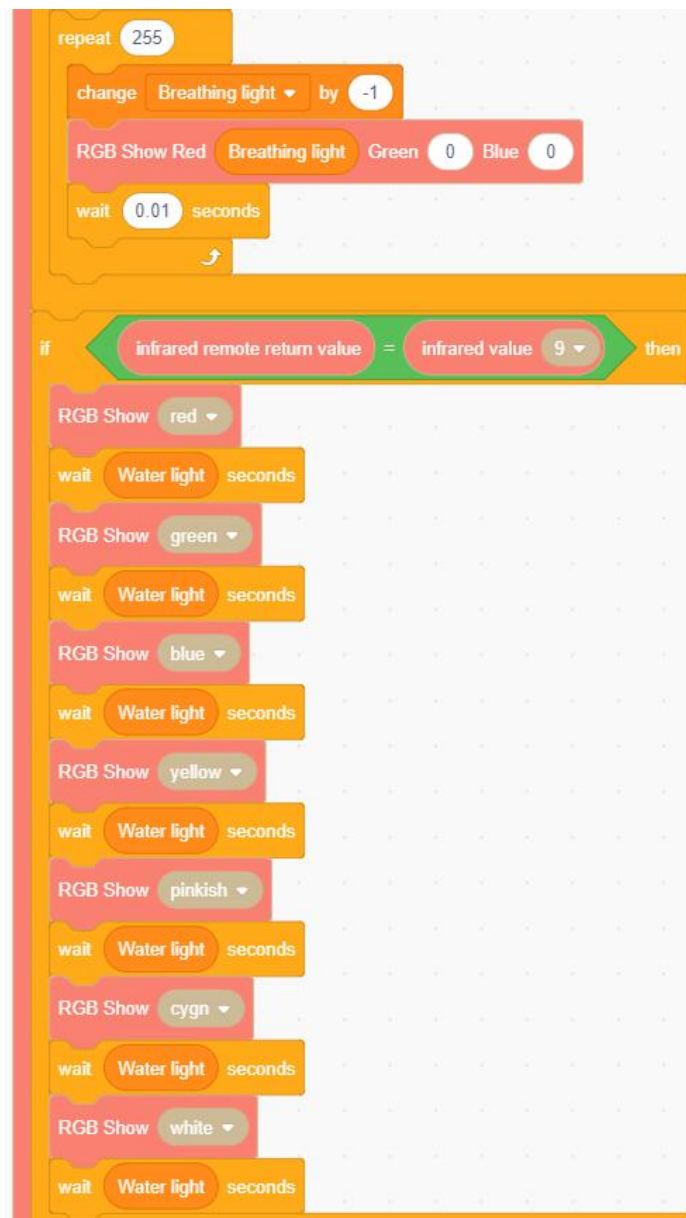 repeat 255
change Breathing light by -1
RGB Show Red Breathing light Green 0 Blue 0
wait 0.01 seconds
if infrared remote return value = infrared value 9 then
RGB Show red
wait Water light seconds
RGB Show green
wait Water light seconds
RGB Show blue
wait Water light seconds
RGB Show yellow
wait Water light seconds
RGB Show pinkish
wait Water light seconds
RGB Show cygn
wait Water light seconds
RGB Show white
wait Water light seconds